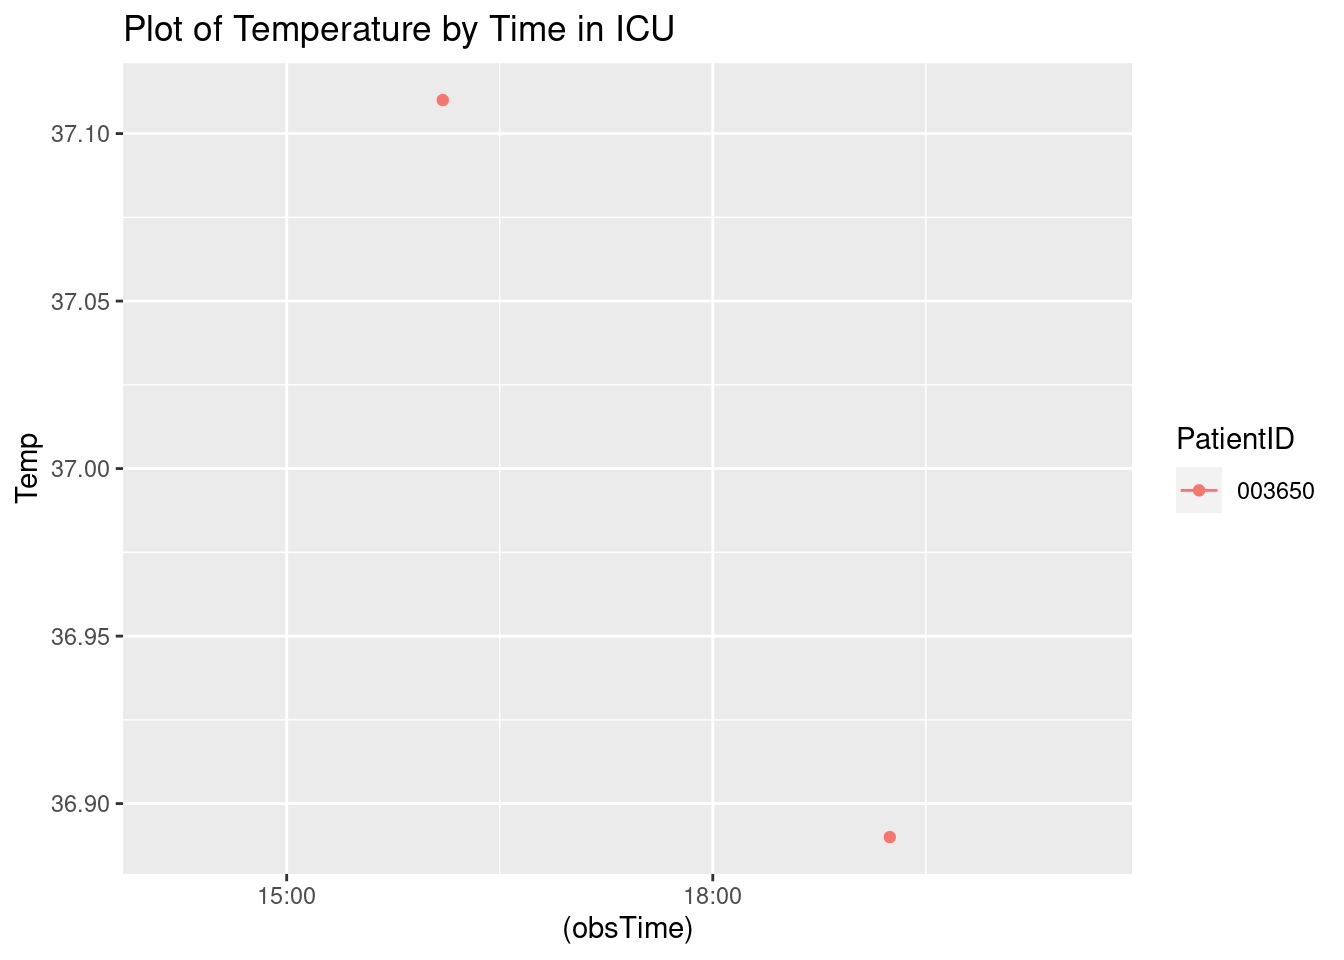 Plot of Temperature by Time in ICU
37.10
37.05
37.00
36.95
36.90
Temp
15:00
18:00
(obsTime)
PatientID
003650